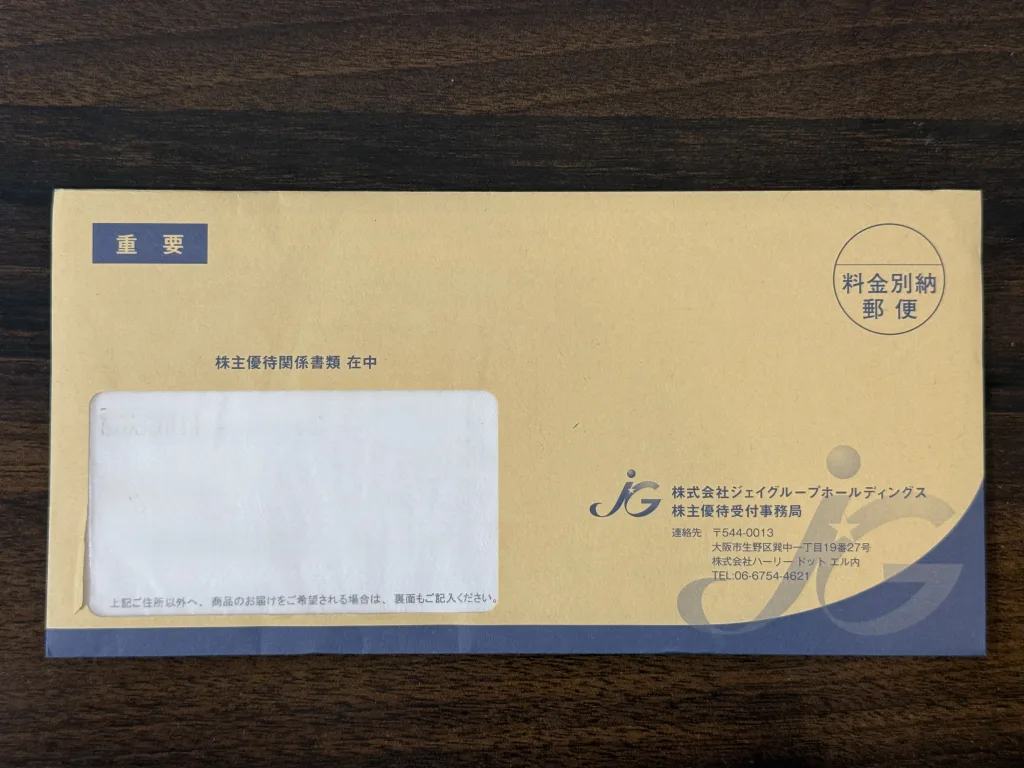 重要
料金別納
郵便
株主優待関係書類 在中
上記ご住所以外へ、商品のお届けをご希望される場合は、裏面もご記入ください。
JG
株式会社ジェイグループホールディングス
株主優待受付事務局
連絡先 〒544-0013
大阪市生野区巽中一丁目19番27号
株式会社ハーリー ドット エル内
TEL:06-6754-4621
JG